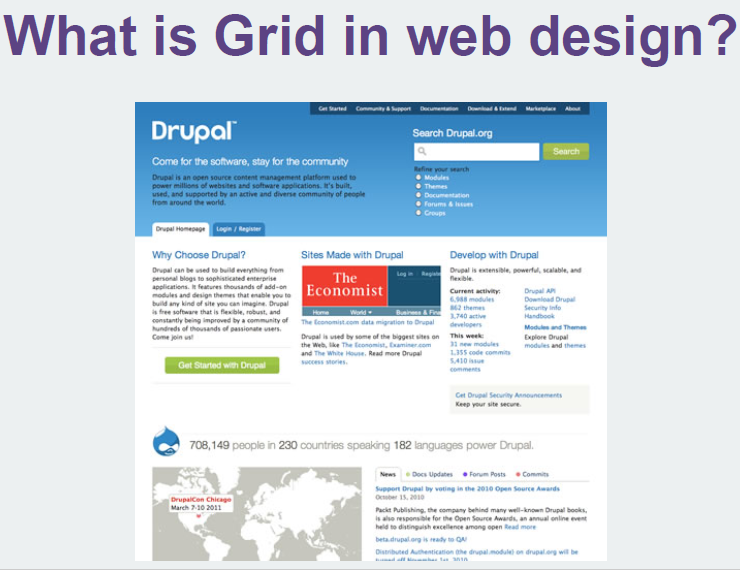 What is Grid in web design?
Get Started Community & Support Documentation Download & Extend Marketplace About
Drupal™
Search Drupal.org
Search
Come for the software, stay for the community
Refine your search
Modules
Themes
Documentation
Forums & Issues
Groups
Drupal is an open source content management platform used to
power millions of websites and software applications. It's built,
used, and supported by an active and diverse community of people
from around the world.
Drupal Homepage Login / Register
Why Choose Drupal?
Drupal can be used to build everything from
personal blogs to sophisticated enterprise
applications. It features thousands of add-on
modules and design themes that enable you to
build any kind of site you can imagine. Drupal
is free software that is flexible, robust, and
constantly being improved by a community of
hundreds of thousands of passionate users.
Come join us!
Get Started with Drupal
Sites Made with Drupal
The
Economist
Log in Registe
Home World Business & Fina
The Economist.com data migration to Drupal
Drupal is used by some of the biggest sites on
the Web, like The Economist, Examiner.com
and The White House. Read more Drupal
success stories.
Develop with Drupal
Drupal is extensible, powerful, scalable, and
flexible.
Current activity:
6,988 modules
862 themes
3,740 active
developers
This week:
31 new modules
1,355 code commits
5,410 issue
comments
Drupal API
Download Drupal
Security Info
Handbook
Modules and Themes
Explore Drupal
modules and themes
Get Drupal Security Announcements
Keep your site secure.
708,149 people in 230 countries speaking 182 languages power Drupal.
DrupalCon Chicago
March 7-10 2011
News Docs Updates Forum Posts Commits
Support Drupal by voting in the 2010 Open Source Awards
October 15, 2010
Packt Publishing, the company behind many well-known Drupal books,
is also responsible for the Open Source Awards, an annual online event
held to distinguish excellence among open Read more
beta.drupal.org is ready to QA!
Distributed Authentication (the drupal.module) on drupal.org will be
turned off November 1st, 2010